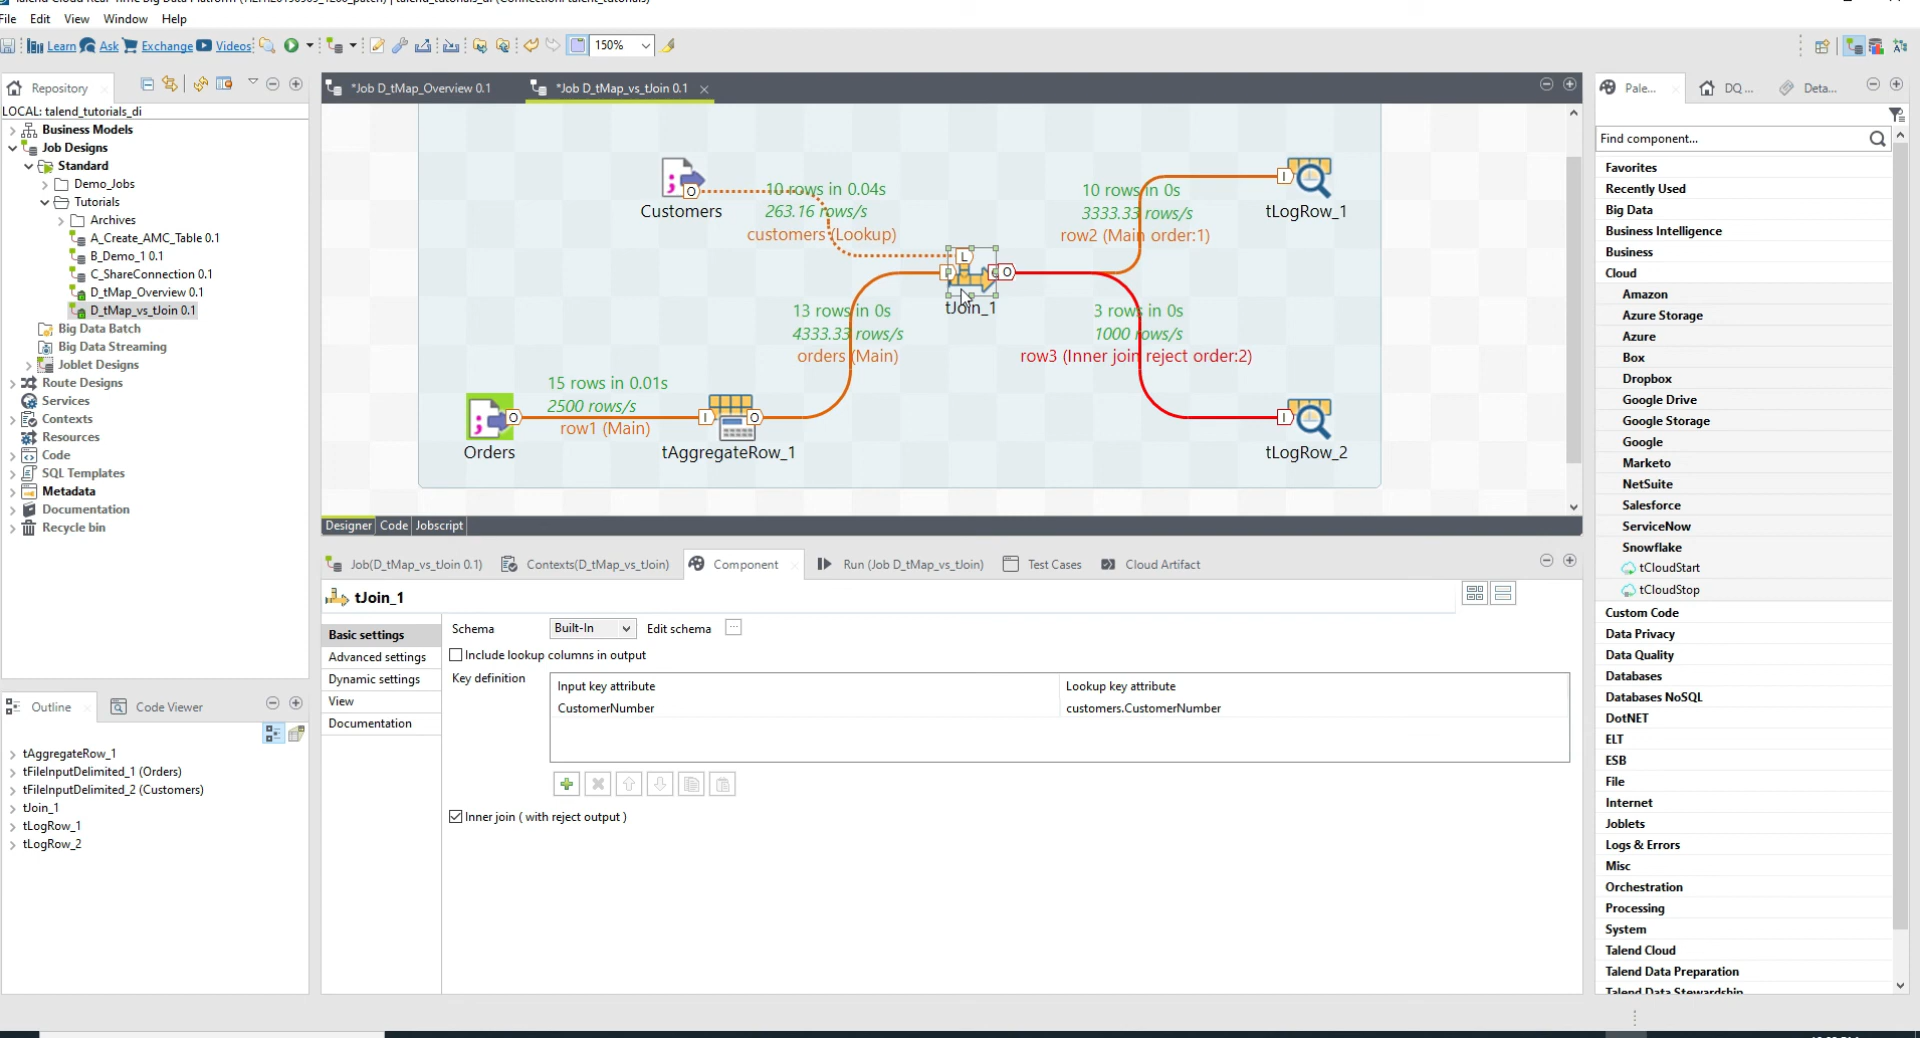 File Edit View Window Help
Learn Ask Exchange Videos 150%
Repository
LOCAL: talend_tutorials_di
Business Models
Job Designs
Standard
Demo_Jobs
Tutorials
Archives
A_Create_AMC_Table 0.1
B_Demo_1 0.1
C_ShareConnection 0.1
D_tMap_Overview 0.1
D_tMap_vs_tJoin 0.1
Big Data Batch
Big Data Streaming
Joblet Designs
Route Designs
Services
Contexts
Resources
Code
SQL Templates
Metadata
Documentation
Recycle bin
Outline Code Viewer
tAggregateRow_1
tFileInputDelimited_1 (Orders)
tFileInputDelimited_2 (Customers)
tJoin_1
tLogRow_1
tLogRow_2
*Job D_tMap_Overview 0.1 *Job D_tMap_vs_tJoin 0.1
Customers
10 rows in 0.04s
263.16 rows/s
customers (Lookup)
10 rows in 0s
3333.33 rows/s
row2 (Main order:1)
tLogRow_1
tJoin_1
13 rows in 0s
4333.33 rows/s
orders (Main)
3 rows in 0s
1000 rows/s
row3 (Inner join reject order:2)
Orders
15 rows in 0.01s
2500 rows/s
row1 (Main)
tAggregateRow_1
tLogRow_2
Designer Code Jobscript
Job(D_tMap_vs_tJoin 0.1) Contexts(D_tMap_vs_tJoin) Component Run (Job D_tMap_vs_tJoin) Test Cases Cloud Artifact
tJoin_1
Basic settings
Advanced settings
Dynamic settings
View
Documentation
Schema Built-In Edit schema ...
Include lookup columns in output
Key definition
Input key attribute Lookup key attribute
CustomerNumber customers.CustomerNumber
Inner join ( with reject output )
Pale... DQ ... Deta...
Find component...
Favorites
Recently Used
Big Data
Business Intelligence
Business
Cloud
Amazon
Azure Storage
Azure
Box
Dropbox
Google Drive
Google Storage
Google
Marketo
NetSuite
Salesforce
ServiceNow
Snowflake
tCloudStart
tCloudStop
Custom Code
Data Privacy
Data Quality
Databases
Databases NoSQL
DotNET
ELT
ESB
File
Internet
Joblets
Logs & Errors
Misc
Orchestration
Processing
System
Talend Cloud
Talend Data Preparation
Talend Data Stewardship